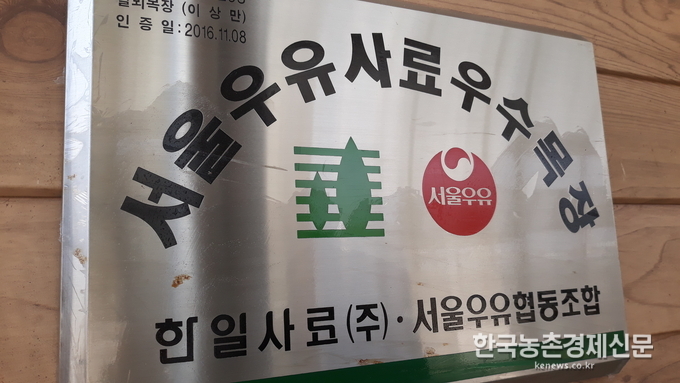 일회목장 (이 상 만)
인 증 일 : 2016.11.08
서울우유사료우수목장
서울우유
한일사료(주)·서울우유협동조합
한국농촌경제신문
kenews.co.kr